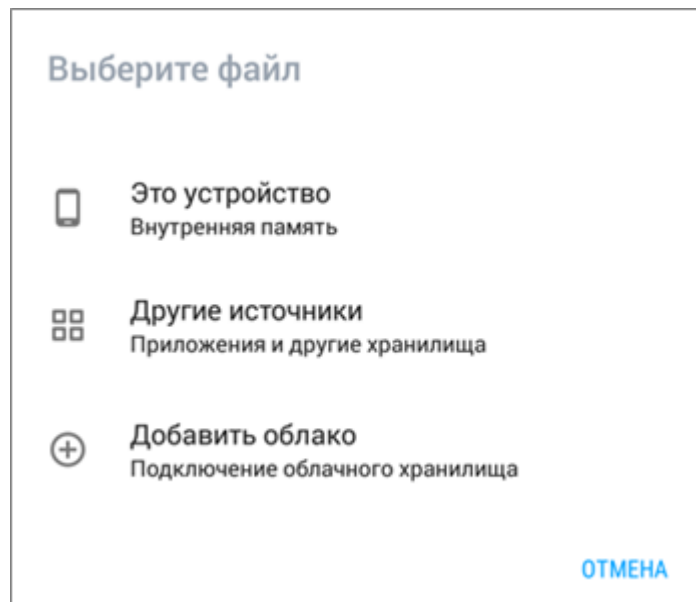 Выберите файл
Это устройство
Внутренняя память
Другие источники
Приложения и другие хранилища
Добавить облако
Подключение облачного хранилища
ОТМЕНА